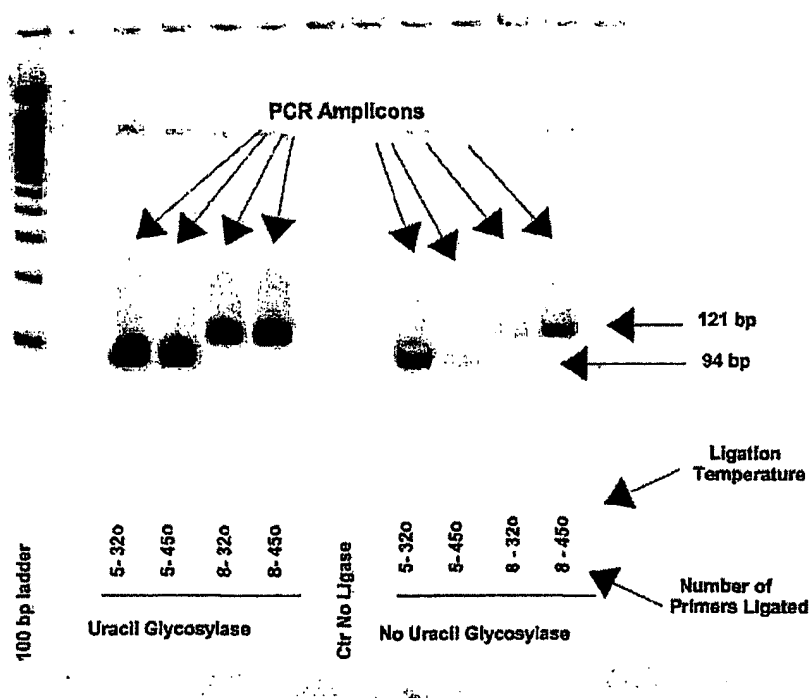 PCR Amplicons
121 bp
94 bp
Ligation
Temperature
100 bp ladder
5-32o
5-45o
8-32o
8-45o
Uracil Glycosylase
Ctr No Ligase
5-32o
5-45o
8-32o
8-45o
No Uracil Glycosylase
Number of
Primers Ligated